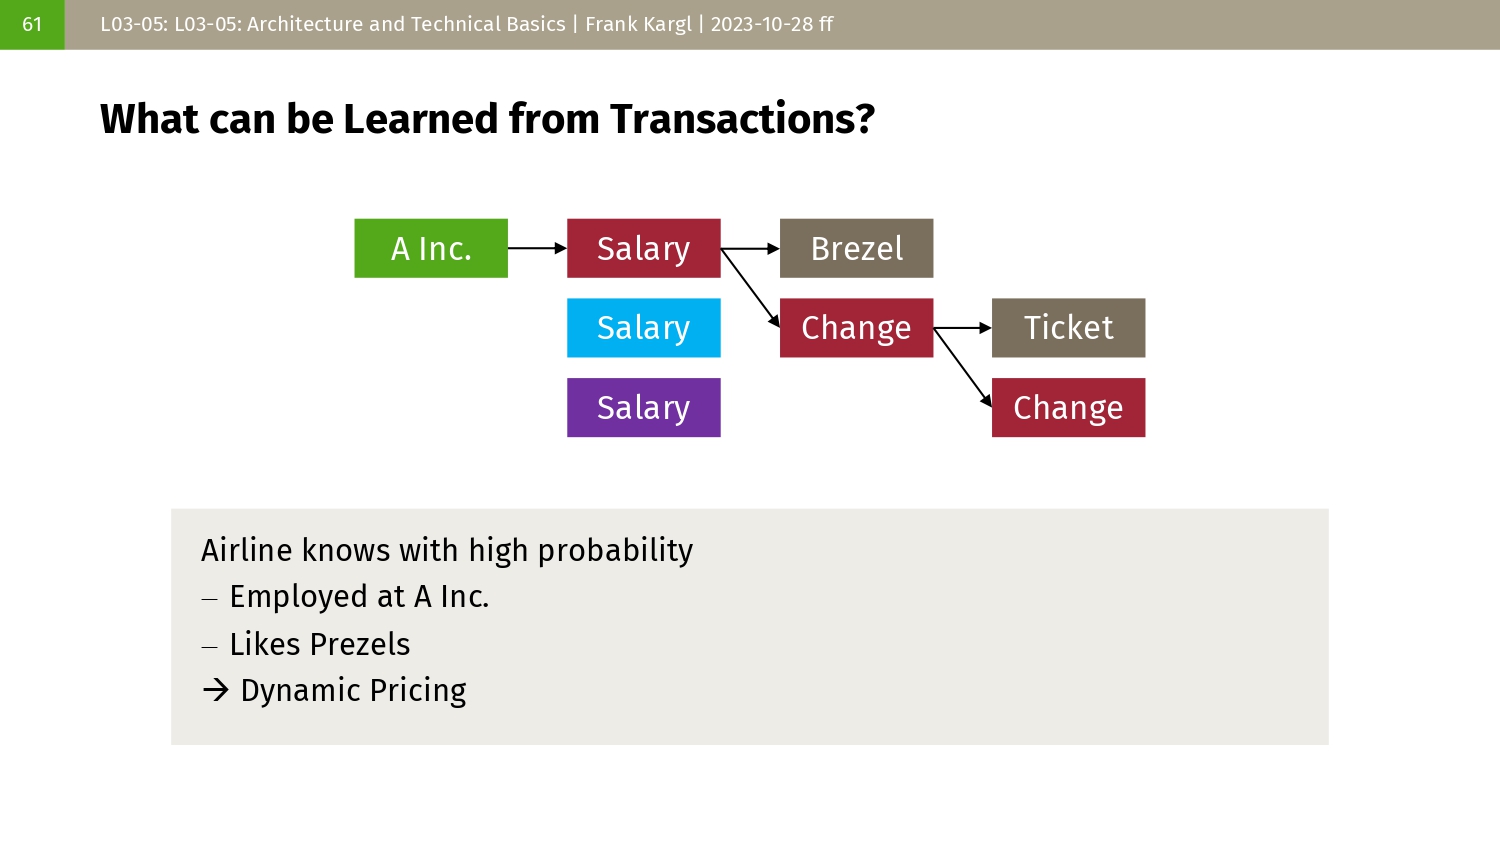 61
L03-05: L03-05: Architecture and Technical Basics | Frank Kargl | 2023-10-28 ff
What can be Learned from Transactions?
A Inc. Salary Brezel
Salary Change Ticket
Salary Change
Airline knows with high probability
– Employed at A Inc.
– Likes Prezels
→ Dynamic Pricing